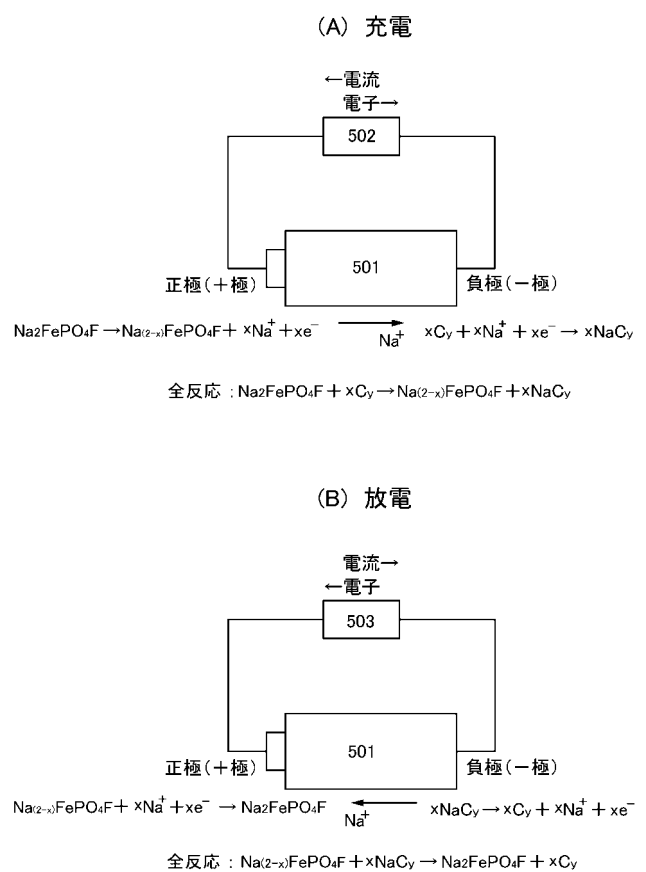 (A) 充電
←電流
電子→
502
501
正極(+極)
負極(-極)
Na₂FePO₄F→Na₍₂₋ₓ₎FePO₄F+ xNa⁺+xe⁻
Na⁺
xCy+xNa⁺+ xe⁻→ xNaCy
全反応 : Na₂FePO₄F+ xCy→Na₍₂₋ₓ₎FePO₄F+xNaCy
(B) 放電
電流→
←電子
503
501
正極(+極)
負極(-極)
Na₍₂₋ₓ₎FePO₄F+ xNa⁺+xe⁻ → Na₂FePO₄F
Na⁺
xNaCy→xCy + xNa⁺+ xe⁻
全反応 : Na₍₂₋ₓ₎FePO₄F+xNaCy→ Na₂FePO₄F + xCy